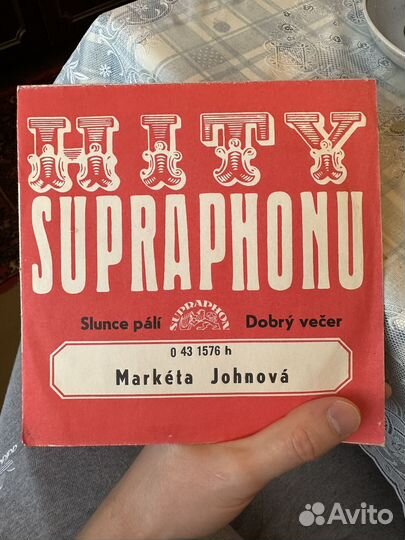 HITY
SUPRAPHONU
Slunce pálí SUPRAPHON Dobrý večer
0 43 1576 h
Markéta Johnová
Avito